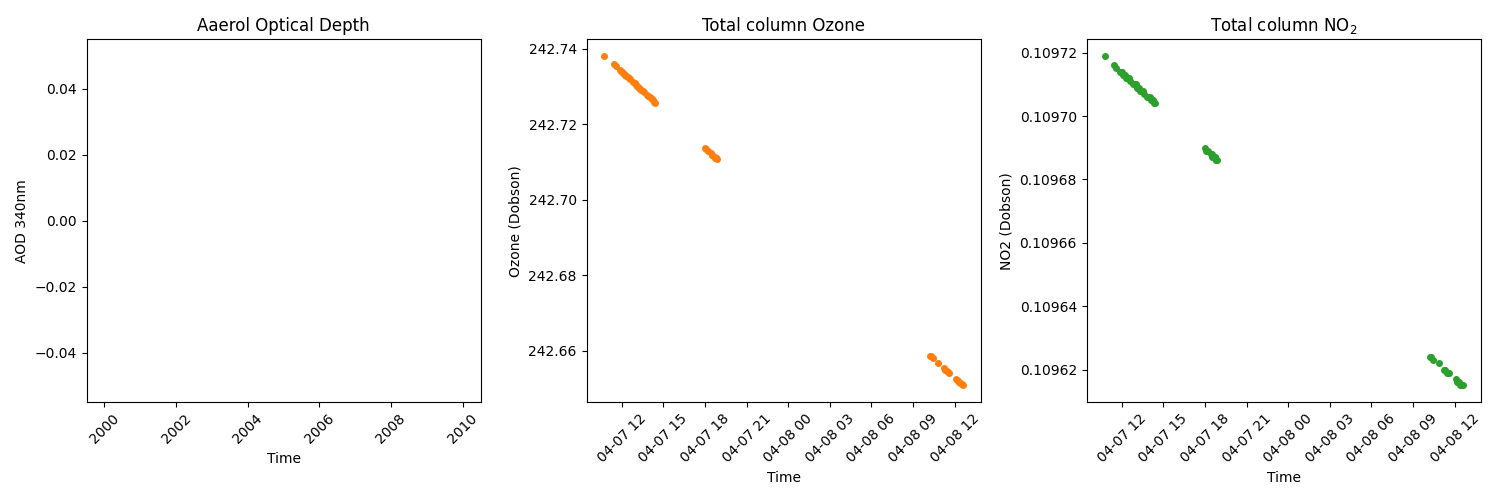 Aaerol Optical Depth
0.04
0.02
0.00
−0.02
−0.04
AOD 340nm
2000 2002 2004 2006 2008 2010
Time
Total column Ozone
242.74
242.72
242.70
242.68
242.66
Ozone (Dobson)
04-07 12 04-07 15 04-07 18 04-07 21 04-08 00 04-08 03 04-08 06 04-08 09 04-08 12
Time
Total column NO₂
0.10972
0.10970
0.10968
0.10966
0.10964
0.10962
NO2 (Dobson)
04-07 12 04-07 15 04-07 18 04-07 21 04-08 00 04-08 03 04-08 06 04-08 09 04-08 12
Time